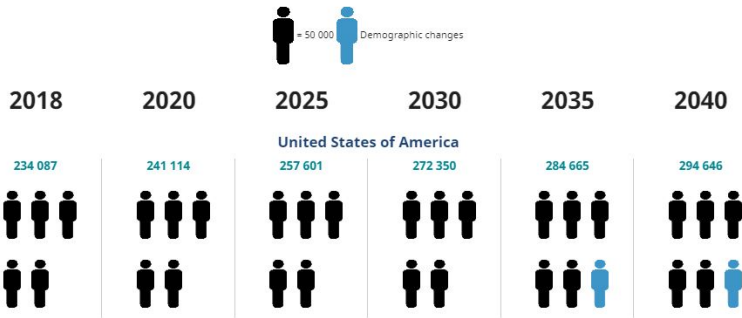 = 50 000 Demographic changes
2018 2020 2025 2030 2035 2040
United States of America
234 087 241 114 257 601 272 350 284 665 294 646